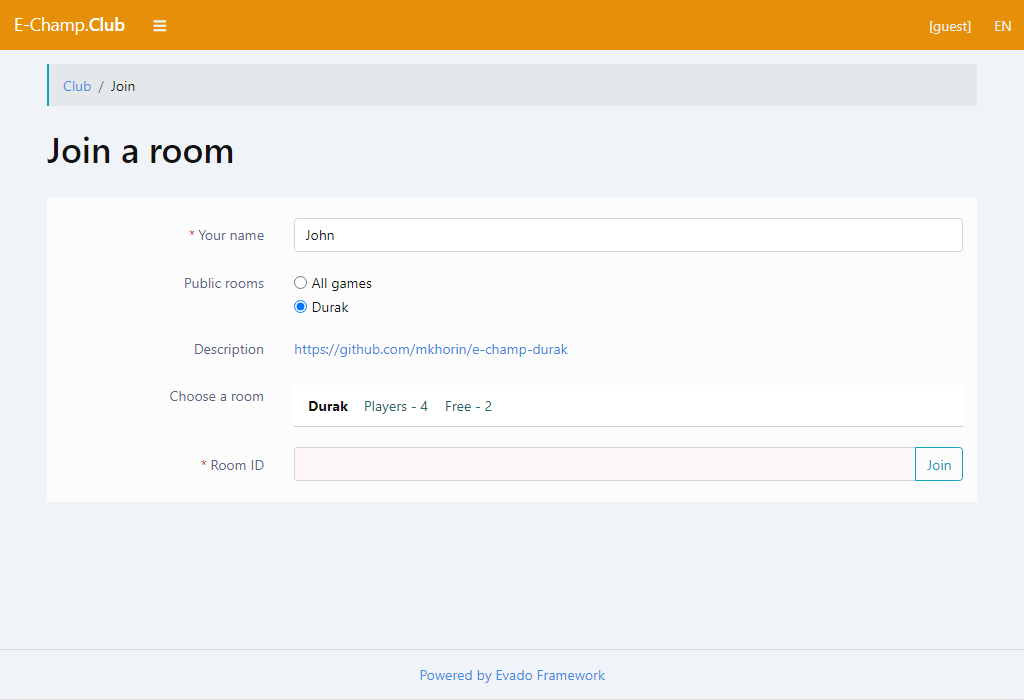 E-Champ.Club
[guest] EN
Club / Join
Join a room
* Your name John
Public rooms All games
Durak
Description https://github.com/mkhorin/e-champ-durak
Choose a room Durak Players - 4 Free - 2
* Room ID Join
Powered by Evado Framework